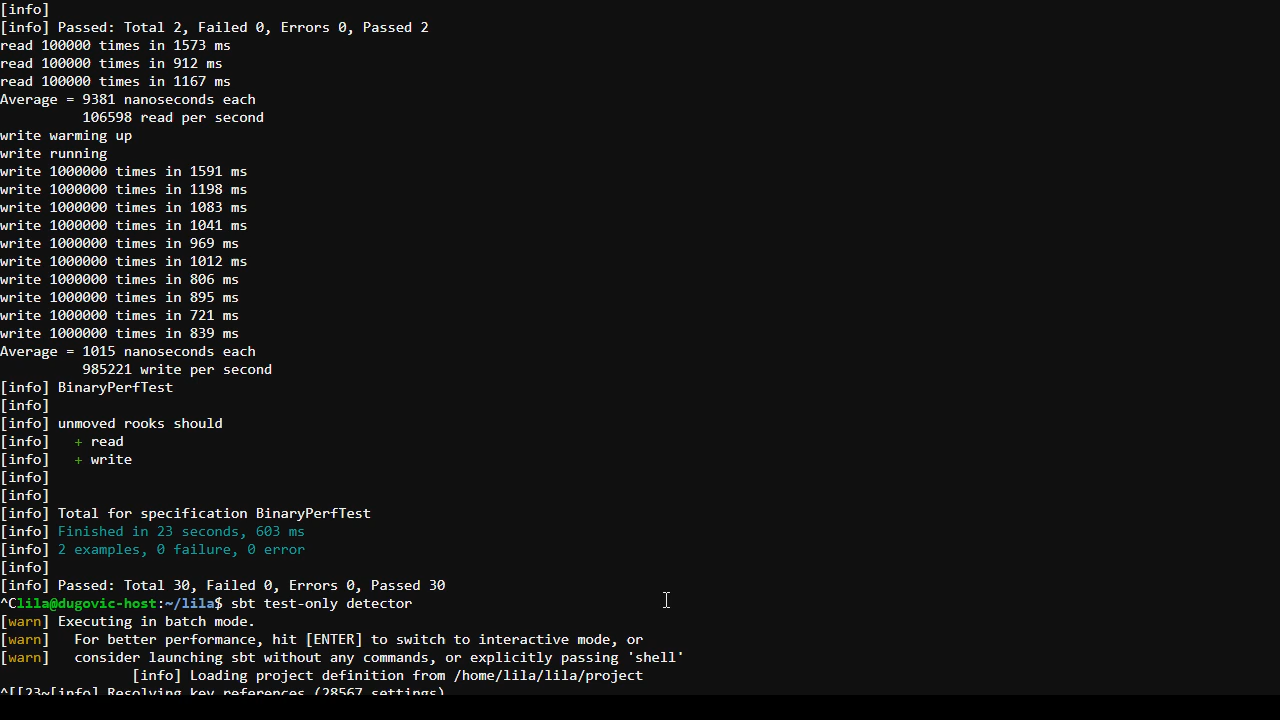 [info]
[info] Passed: Total 2, Failed 0, Errors 0, Passed 2
read 100000 times in 1573 ms
read 100000 times in 912 ms
read 100000 times in 1167 ms
Average = 9381 nanoseconds each
          106598 read per second
write warming up
write running
write 1000000 times in 1591 ms
write 1000000 times in 1198 ms
write 1000000 times in 1083 ms
write 1000000 times in 1041 ms
write 1000000 times in 969 ms
write 1000000 times in 1012 ms
write 1000000 times in 806 ms
write 1000000 times in 895 ms
write 1000000 times in 721 ms
write 1000000 times in 839 ms
Average = 1015 nanoseconds each
          985221 write per second
[info] BinaryPerfTest
[info]
[info] unmoved rooks should
[info]   + read
[info]   + write
[info]
[info]
[info] Total for specification BinaryPerfTest
[info] Finished in 23 seconds, 603 ms
[info] 2 examples, 0 failure, 0 error
[info]
[info] Passed: Total 30, Failed 0, Errors 0, Passed 30
^Clila@dugovic-host:~/lila$ sbt test-only detector
[warn] Executing in batch mode.
[warn]   For better performance, hit [ENTER] to switch to interactive mode, or
[warn]   consider launching sbt without any commands, or explicitly passing 'shell'
                [info] Loading project definition from /home/lila/lila/project
^[[23~[info] Resolving key references (28567 settings)